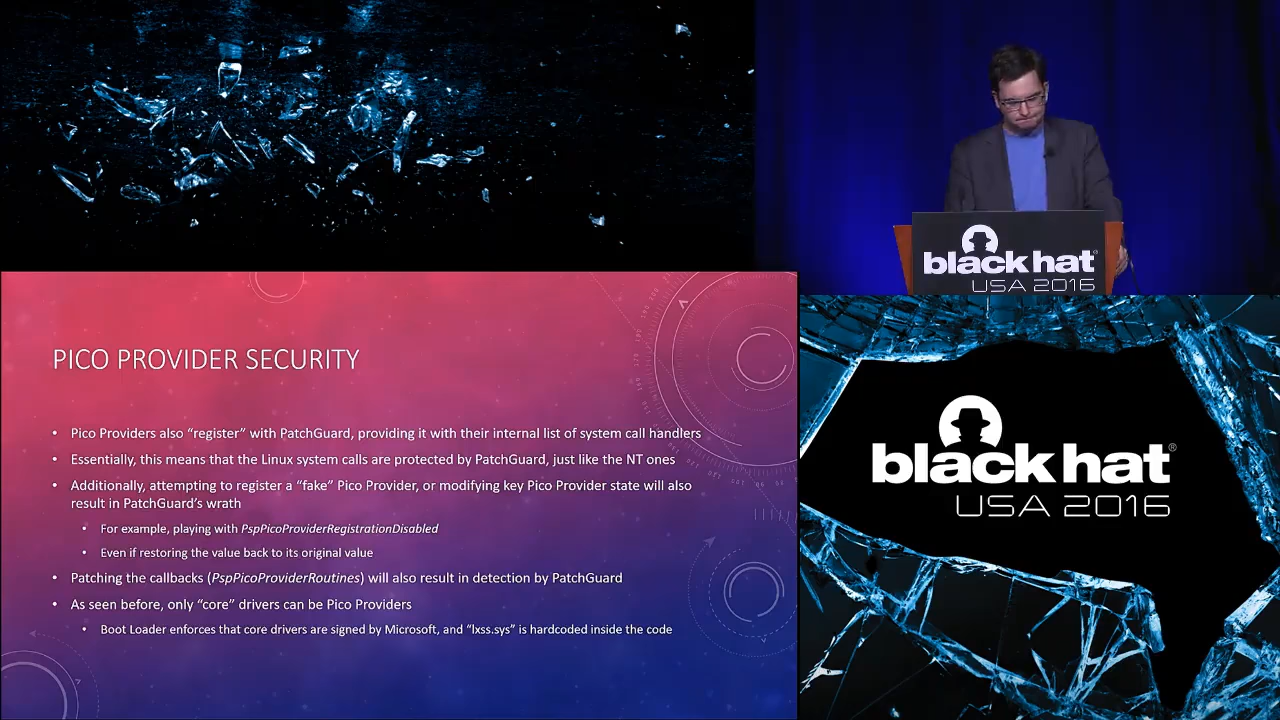 black hat®
USA 2016
PICO PROVIDER SECURITY
• Pico Providers also “register” with PatchGuard, providing it with their internal list of system call handlers
• Essentially, this means that the Linux system calls are protected by PatchGuard, just like the NT ones
• Additionally, attempting to register a “fake” Pico Provider, or modifying key Pico Provider state will also
result in PatchGuard’s wrath
• For example, playing with PspPicoProviderRegistrationDisabled
• Even if restoring the value back to its original value
• Patching the callbacks (PspPicoProviderRoutines) will also result in detection by PatchGuard
• As seen before, only “core” drivers can be Pico Providers
• Boot Loader enforces that core drivers are signed by Microsoft, and “lxss.sys” is hardcoded inside the code
black hat®
USA 2016